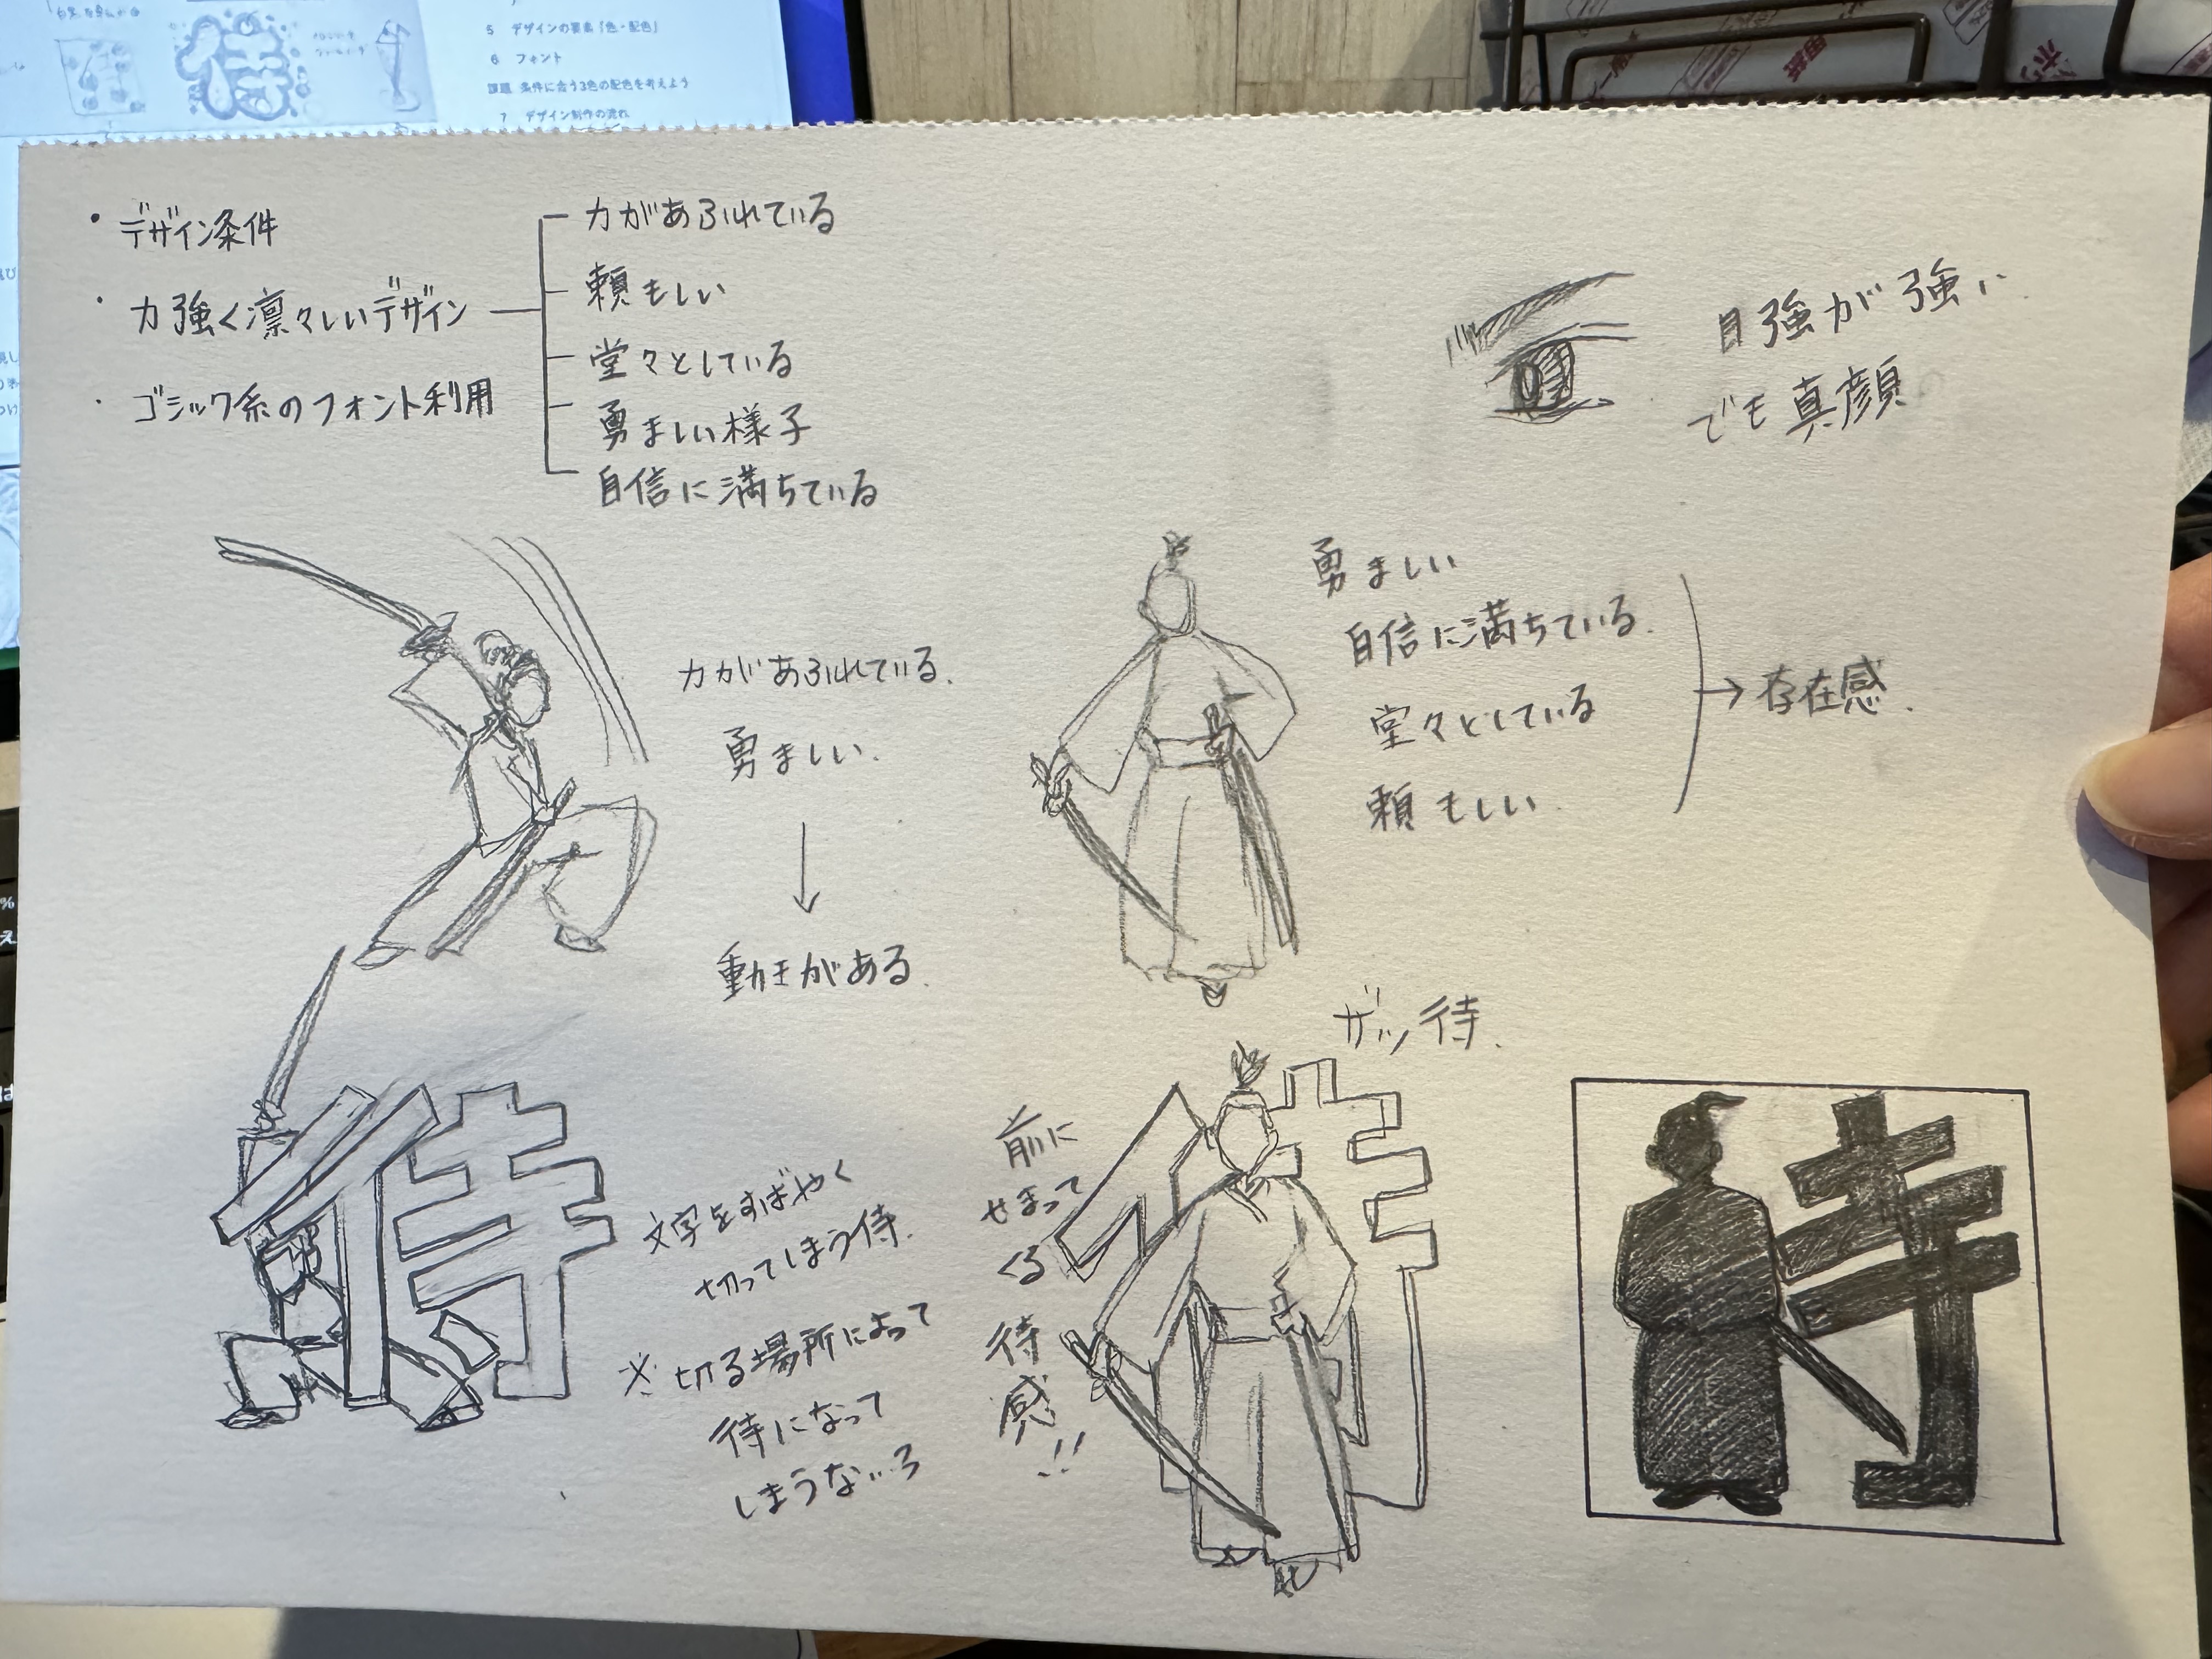 5 デザインの要素「色・配色」
6 フォント
課題 条件に合う3色の配色を考えよう
7 デザイン制作の流れ
・デザイン条件
・力強く凛々しいデザイン
・ゴシック系のフォント利用
力があふれている
頼もしい
堂々としている
勇ましい様子
自信に満ちている
目強が強い
でも真顔
力があふれている.
勇ましい.
↓
動きがある.
勇ましい
自信に満ちている.
堂々としている
頼もしい.
→存在感.
侍
文字をすばやく
切ってしまう侍.
※切る場所によって
待になって
しまうな…?
ザッ待.
前に
せまって
くる
待
感
!!
侍
寺